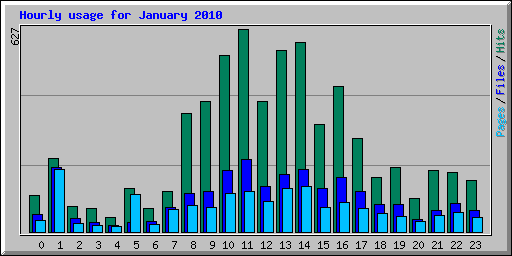 Hourly usage for January 2010
627
Pages / Files / Hits
0 1 2 3 4 5 6 7 8 9 10 11 12 13 14 15 16 17 18 19 20 21 22 23